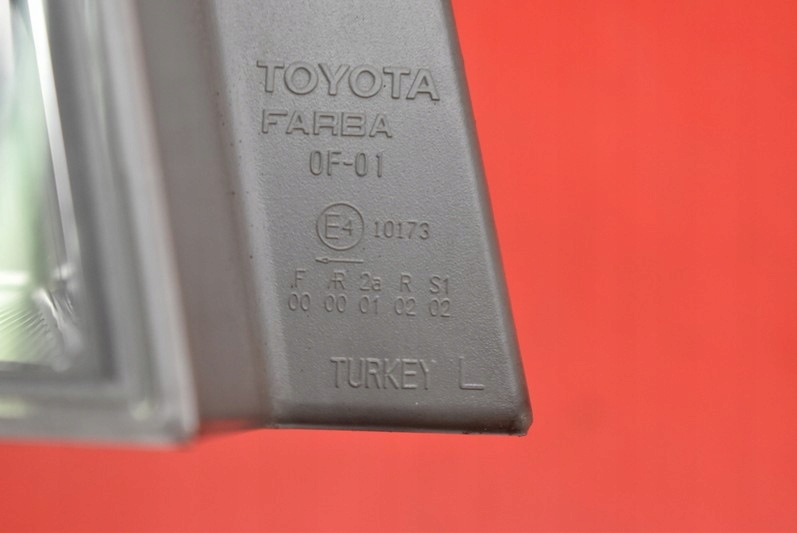 TOYOTA
FARBA
0F-01
E4 10173
F R 2a R S1
00 00 01 02 02
TURKEY L